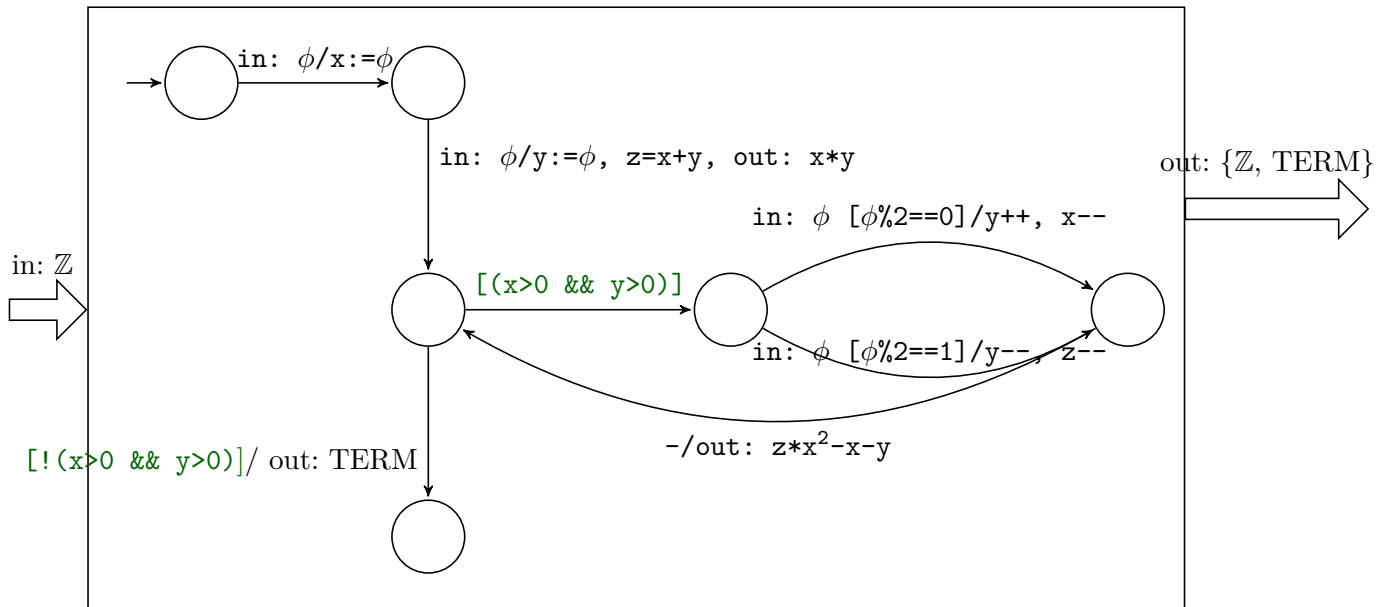 in: ϕ/x:=ϕ
in: ϕ/y:=ϕ, z=x+y, out: x*y
out: {ℤ, TERM}
in: ϕ [ϕ%2==0]/y++, x--
in: ℤ
[(x>0 && y>0)]
in: ϕ [ϕ%2==1]/y--, z--
-/out: z*x²-x-y
[!(x>0 && y>0)]/ out: TERM